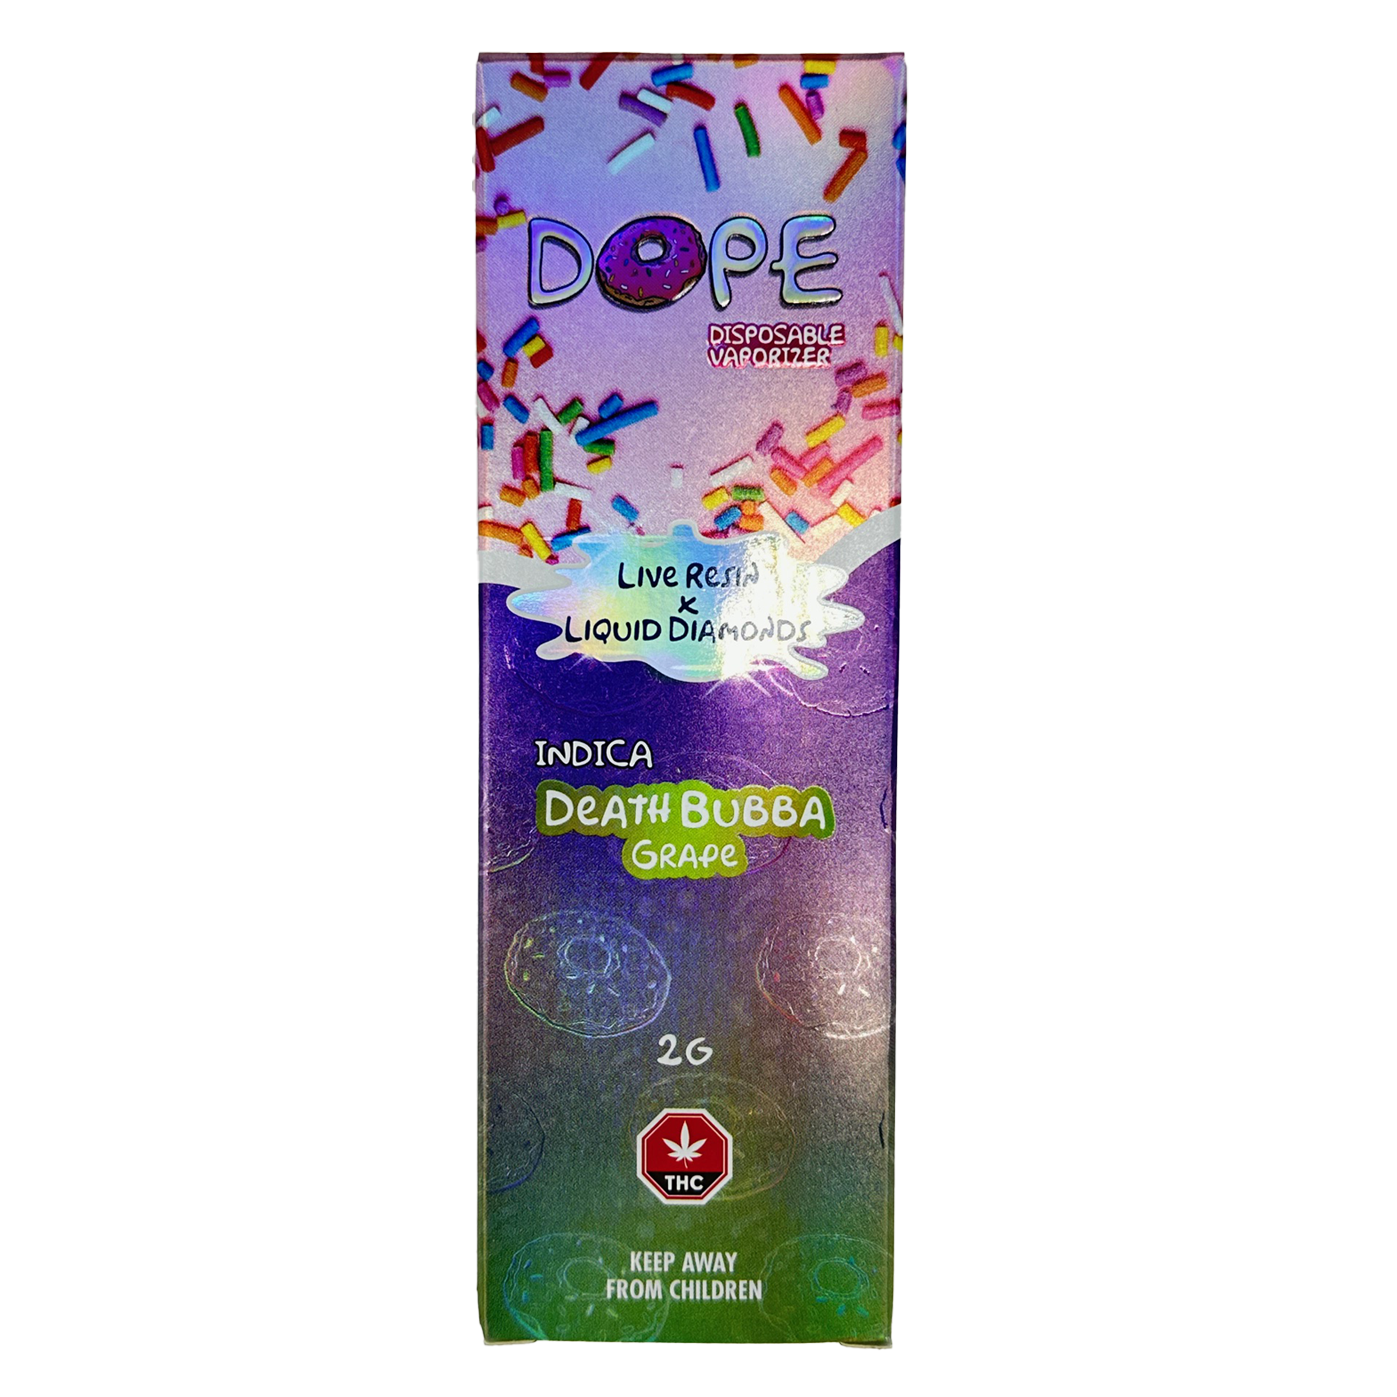 DOPE
DISPOSABLE
VAPORIZER
LIVE RESIN
X
LIQUID DIAMONDS
INDICA
DEATH BUBBA
GRAPE
2G
THC
KEEP AWAY
FROM CHILDREN